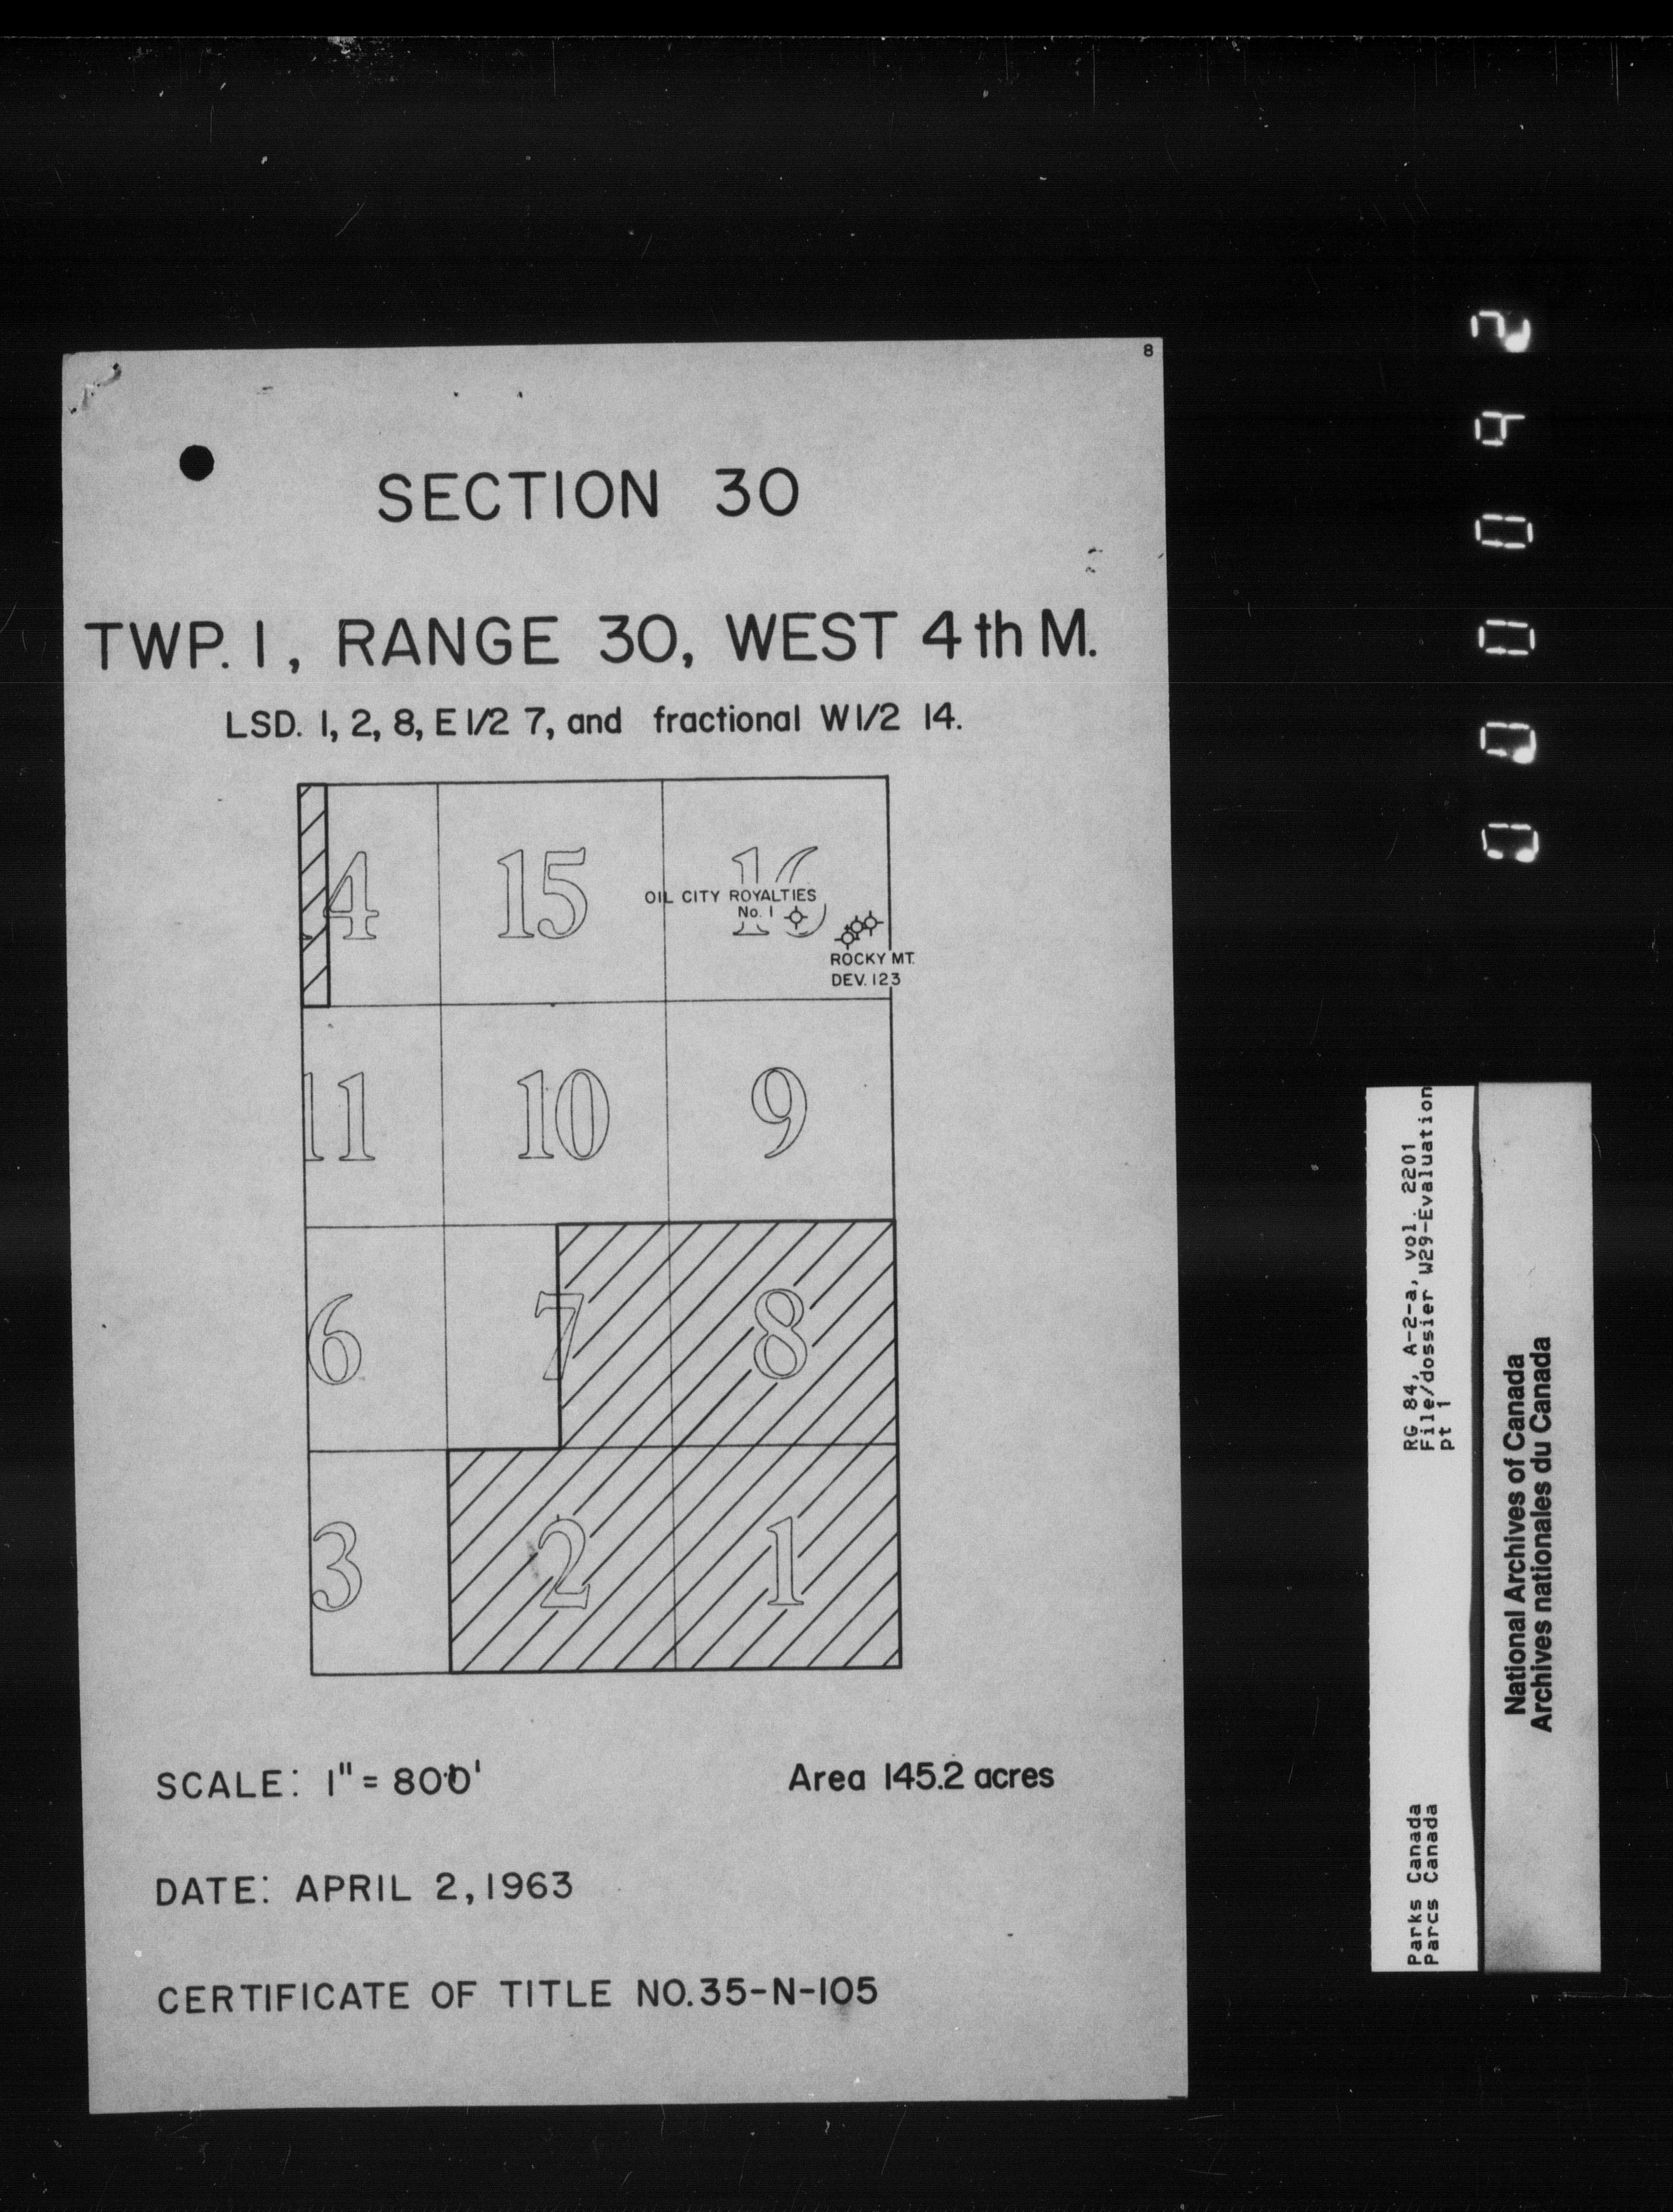 8
SECTION 30
TWP. 1, RANGE 30, WEST 4th M.
LSD. 1, 2, 8, E 1/2 7, and fractional W 1/2 14.
4 15 16
OIL CITY ROYALTIES
No. 1
ROCKY MT.
DEV. 123
11 10 9
6 7 8
3 2 1
SCALE: 1" = 800'
Area 145.2 acres
DATE: APRIL 2, 1963
CERTIFICATE OF TITLE NO. 35-N-105
RG 84, A-2-a, vol. 2201
File/dossier W29-Evaluation
pt 1
Parks Canada
Parcs Canada
National Archives of Canada
Archives nationales du Canada